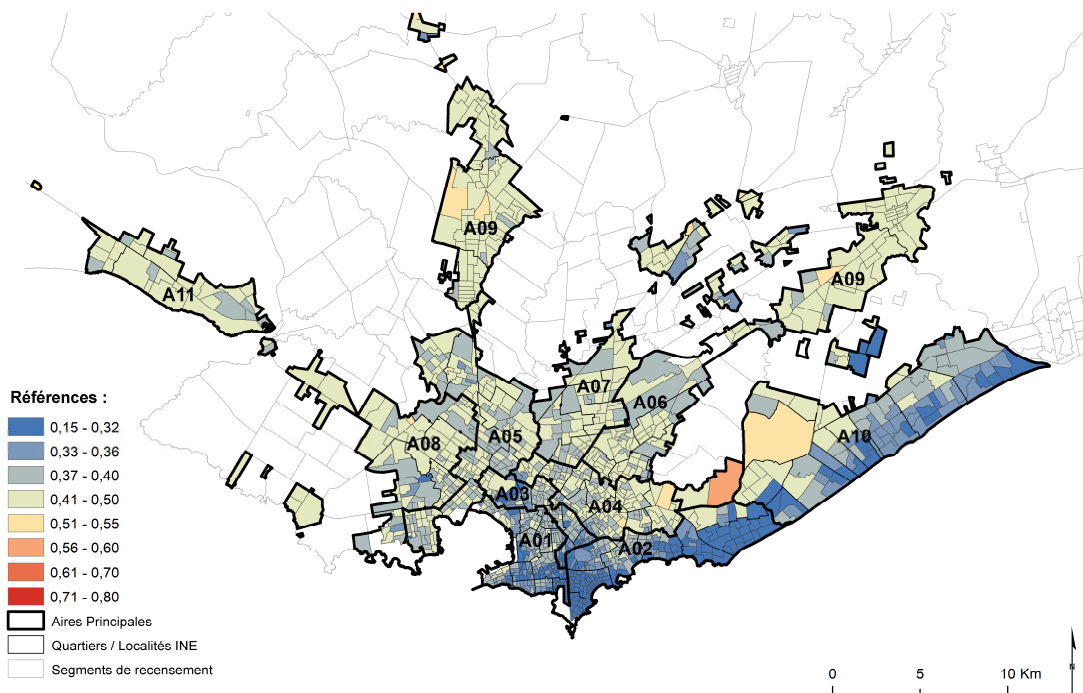 A09
A11
A09
A07
A06
A10
A08
A05
A03
A04
A01
A02
Références :
0,15 - 0,32
0,33 - 0,36
0,37 - 0,40
0,41 - 0,50
0,51 - 0,55
0,56 - 0,60
0,61 - 0,70
0,71 - 0,80
Aires Principales
Quartiers / Localités INE
Segments de recensement
0 5 10 Km
N